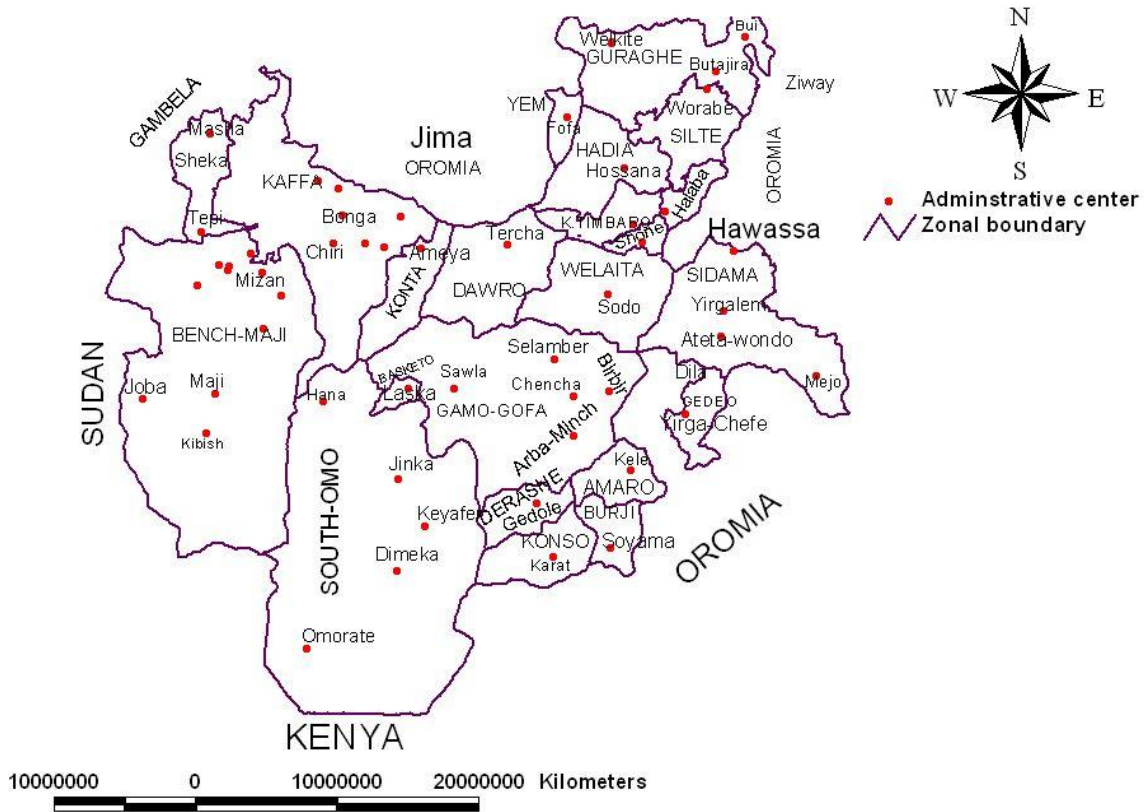 N
W E
S
Adminstrative center
Zonal boundary
Bui
Welkite
GURAGHE
Butajira
Ziway
GAMBELA
YEM
Worabe
Fofa
SILTE
Masha
Jima
OROMIA
Sheka
HADIA
Hossana
OROMIA
KAFFA
Halaba
Bonga
Tepi
K.TIMBARO
Shone
Hawassa
Tercha
Chiri
Ameya
WELAITA
SIDAMA
Mizan
KONTA
DAWRO
Sodo
Yirgalem
BENCH-MAJI
Ateta-wondo
SUDAN
Selamber
Birbir
Joba
Maji
BASKETO
Sawla
Chencha
Dila
Mejo
Hana
Laska
GAMO-GOFA
GEDEO
Yirga-Chefe
Kibish
Arba-Minch
SOUTH-OMO
Jinka
Kele
AMARO
DERASHE
Gedole
BURJI
Keyafer
KONSO
Soyama
OROMIA
Dimeka
Karat
Omorate
KENYA
10000000 0 10000000 20000000 Kilometers